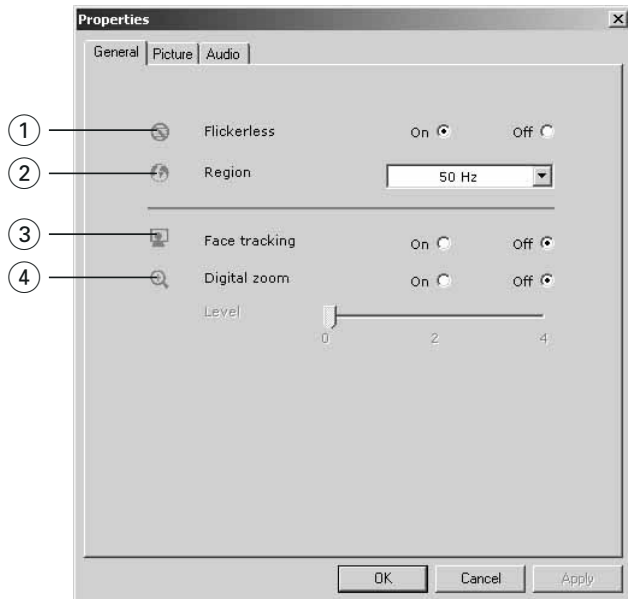 Properties
General Picture Audio
1 Flickerless On Off
2 Region 50 Hz
3 Face tracking On Off
4 Digital zoom On Off
Level
0 2 4
OK Cancel Apply